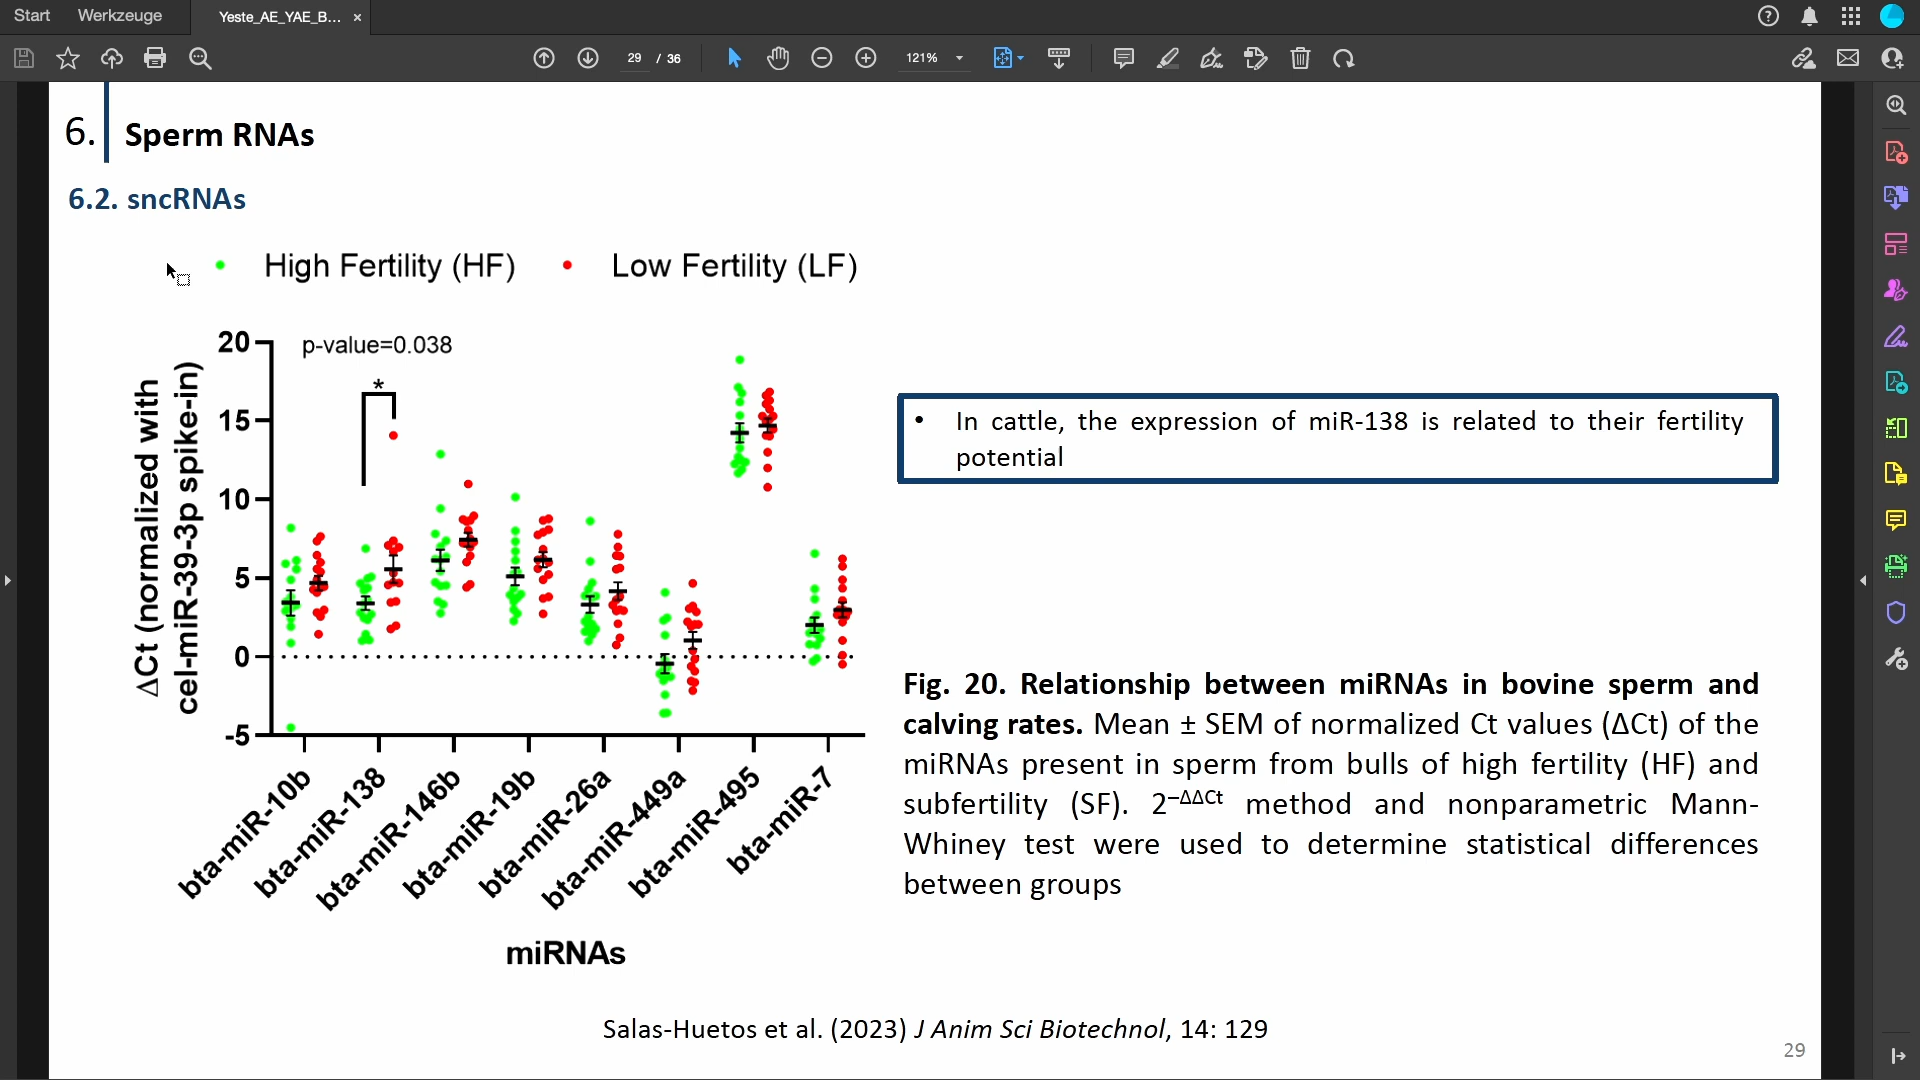 Start Werkzeuge Yeste_AE_YAE_B... ×
29 / 36 121%
6. Sperm RNAs
6.2. sncRNAs
High Fertility (HF) Low Fertility (LF)
p-value=0.038
*
20
15
10
5
0
-5
ΔCt (normalized with
cel-miR-39-3p spike-in)
bta-miR-10b
bta-miR-138
bta-miR-146b
bta-miR-19b
bta-miR-26a
bta-miR-449a
bta-miR-495
bta-miR-7
miRNAs
• In cattle, the expression of miR-138 is related to their fertility
potential
Fig. 20. Relationship between miRNAs in bovine sperm and
calving rates. Mean ± SEM of normalized Ct values (ΔCt) of the
miRNAs present in sperm from bulls of high fertility (HF) and
subfertility (SF). 2⁻ΔΔCt method and nonparametric Mann-
Whiney test were used to determine statistical differences
between groups
Salas-Huetos et al. (2023) J Anim Sci Biotechnol, 14: 129
29